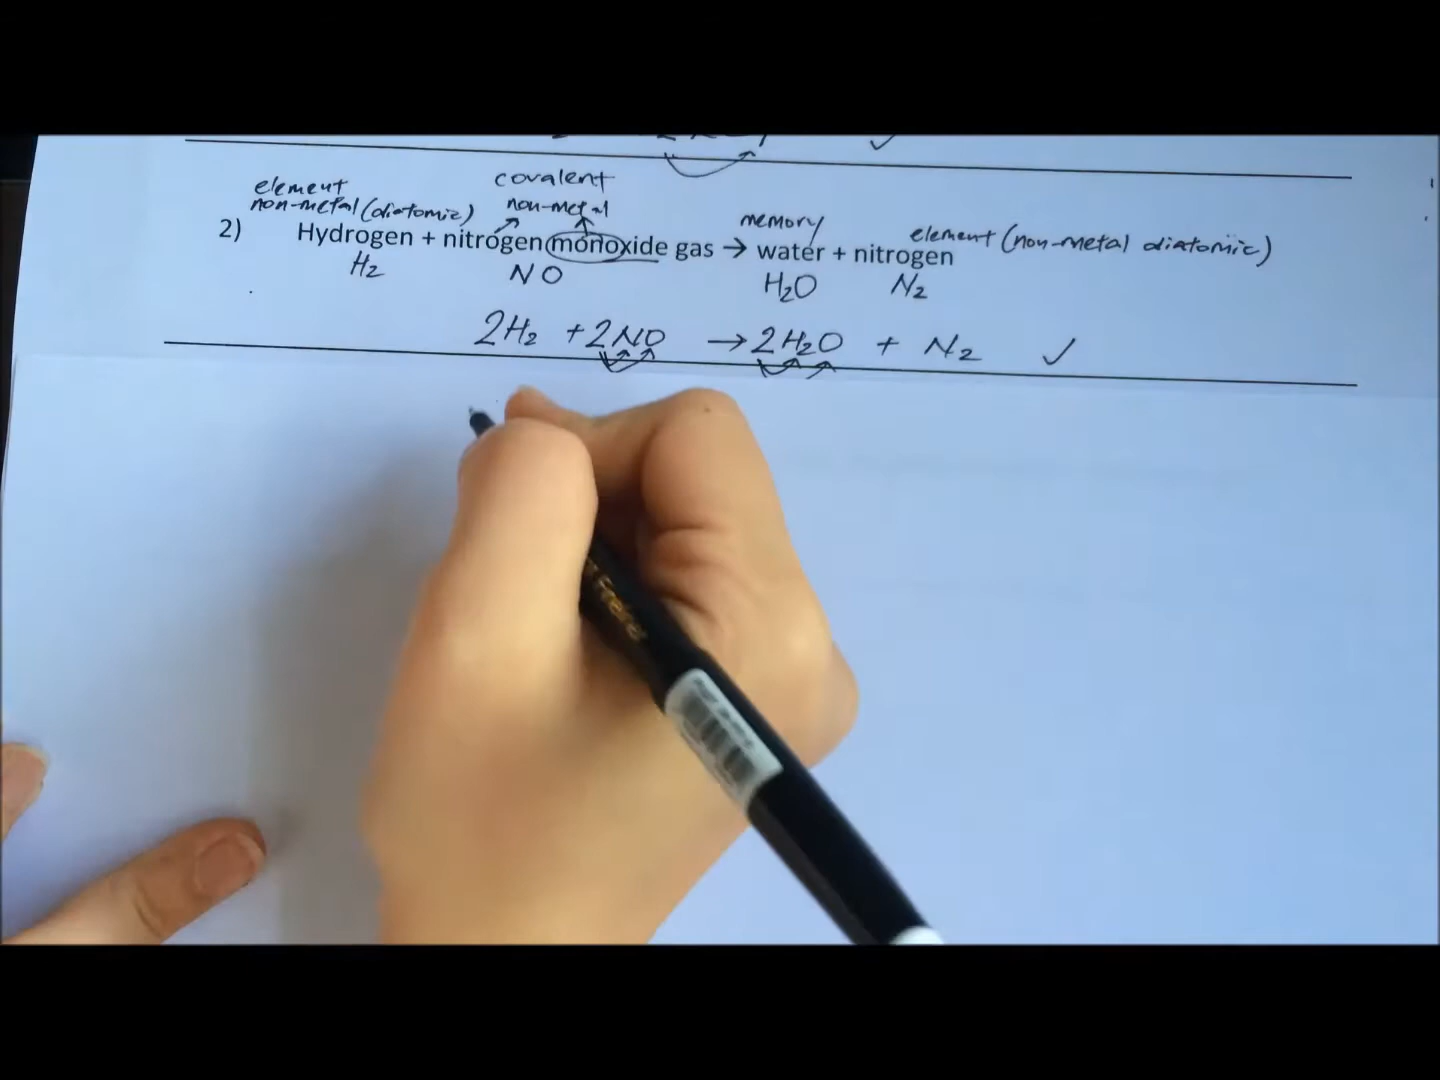 element
covalent
non-metal (diatomic)
non-metal
memory
element (non-metal diatomic)
2) Hydrogen + nitrogen monoxide gas → water + nitrogen
H₂ NO H₂O N₂
2H₂ + 2NO → 2H₂O + N₂ ✓